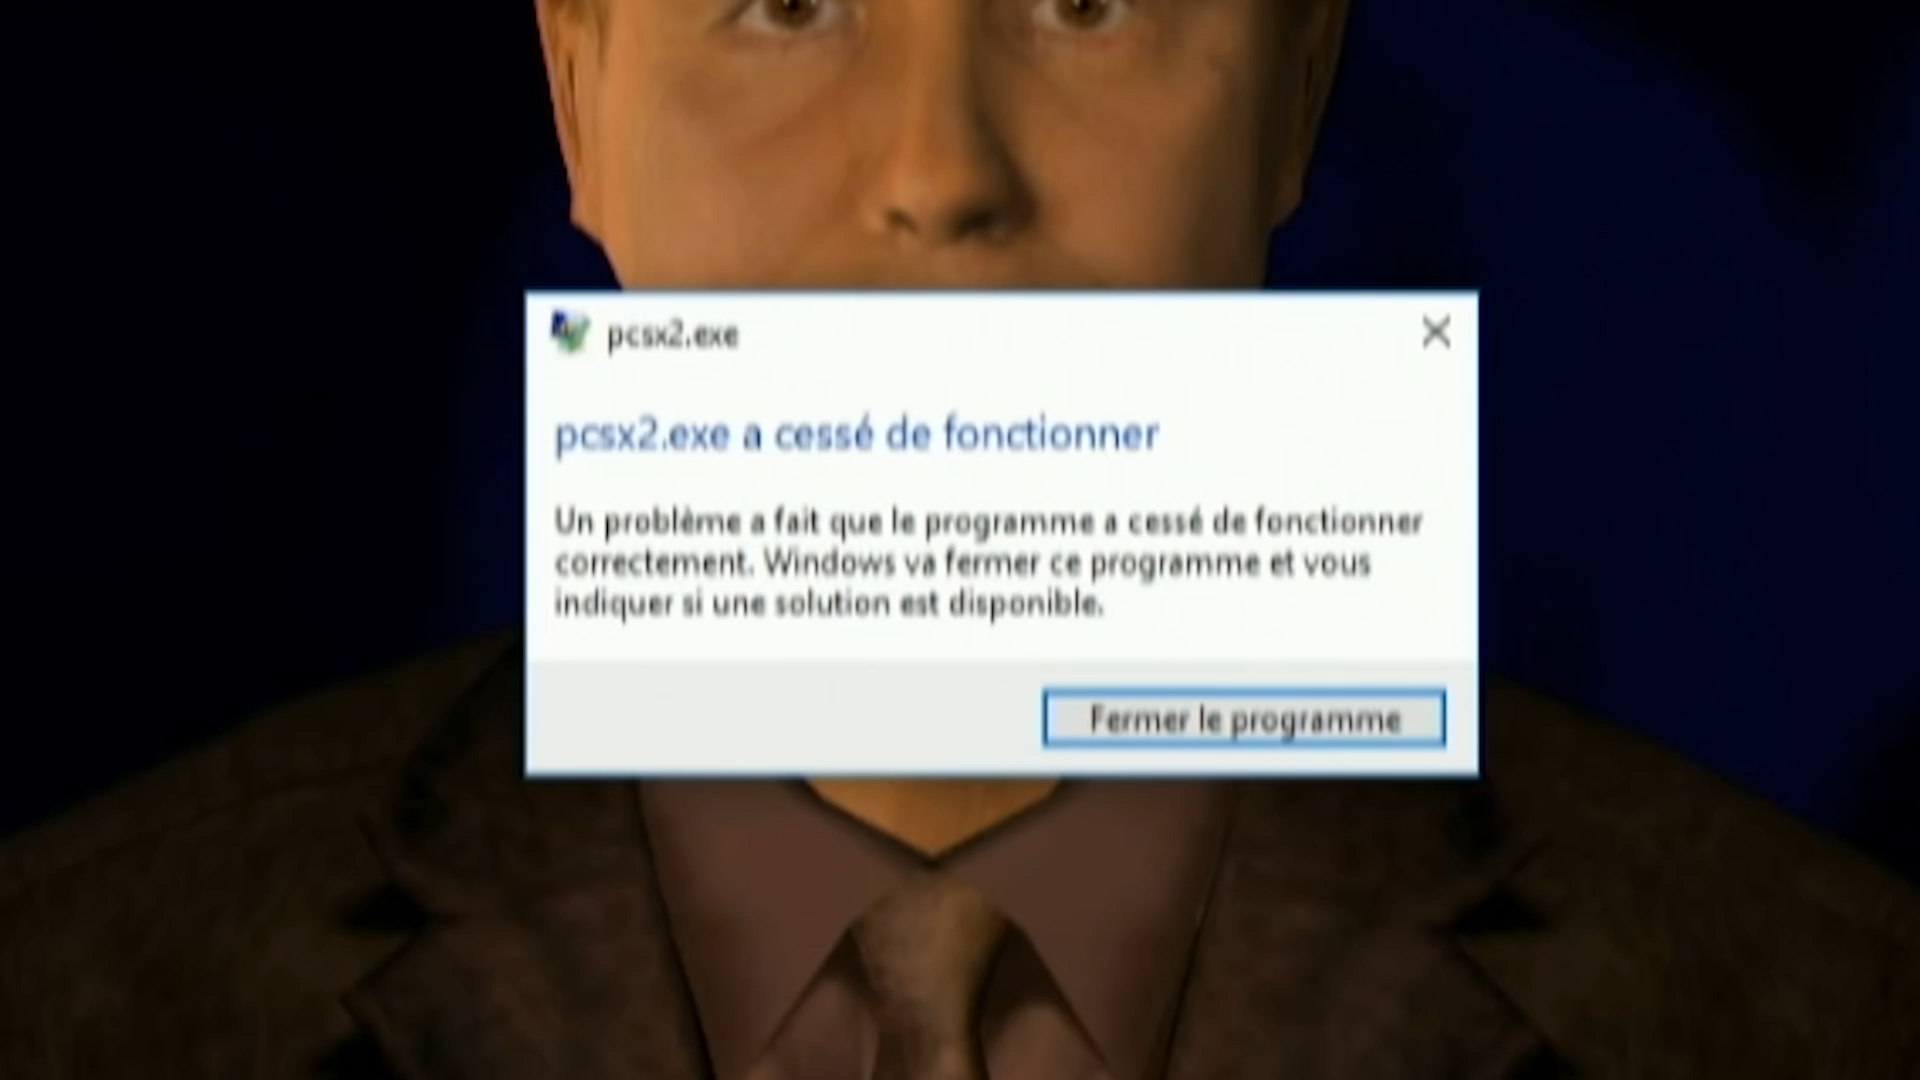 pcsx2.exe
pcsx2.exe a cessé de fonctionner
Un problème a fait que le programme a cessé de fonctionner
correctement. Windows va fermer ce programme et vous
indiquer si une solution est disponible.
Fermer le programme